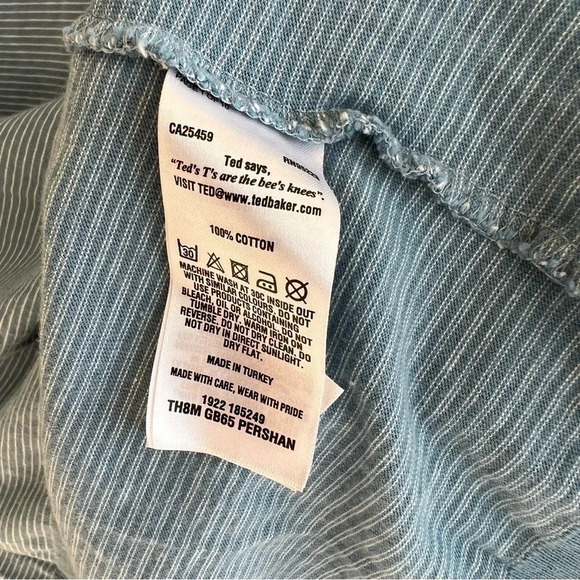 CA25459
Ted says,
"Ted's T's are the bee's knees".
VISIT TED@www.tedbaker.com
100% COTTON
30
MACHINE WASH AT 30C INSIDE OUT
WITH SIMILAR COLOURS. DO NOT
USE PRODUCTS CONTAINING
BLEACH, OIL OR ALCOHOL. DO NOT
TUMBLE DRY. WARM IRON ON
REVERSE. DO NOT DRY CLEAN. DO
NOT DRY IN DIRECT SUNLIGHT.
DRY FLAT.
MADE IN TURKEY
MADE WITH CARE, WEAR WITH PRIDE
1922 185249
TH8M GB65 PERSHAN